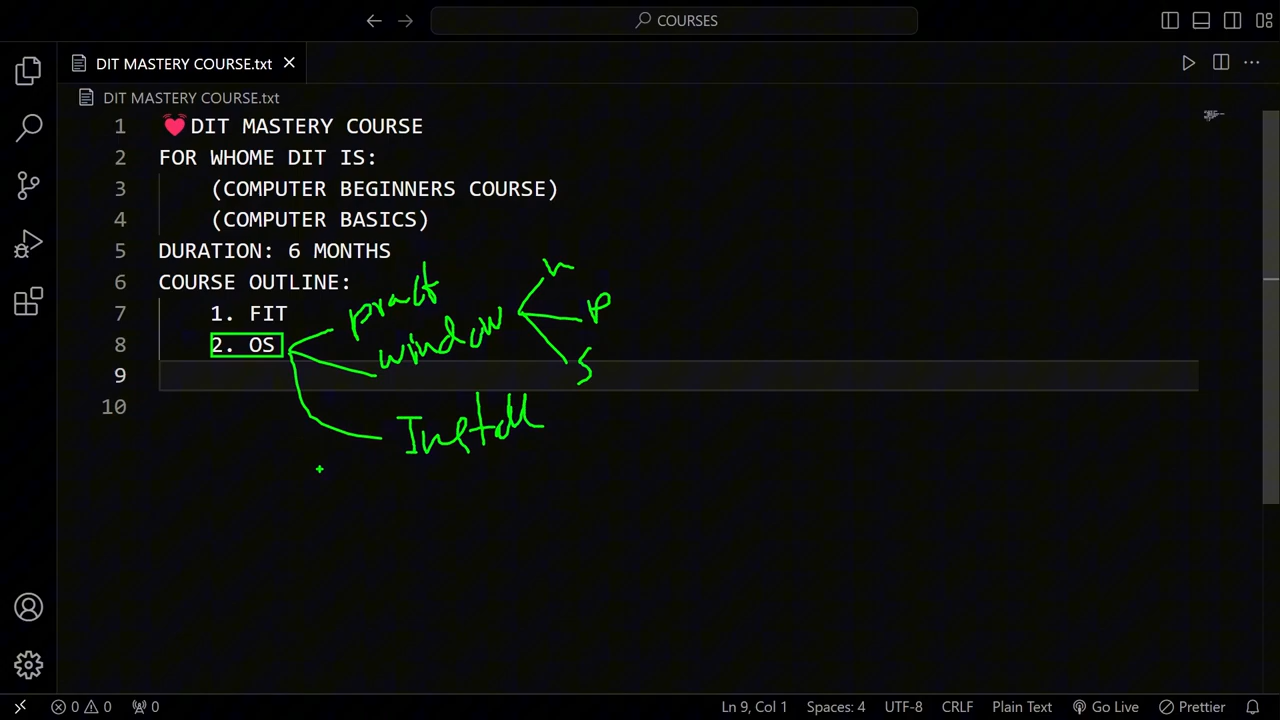 COURSES
DIT MASTERY COURSE.txt
DIT MASTERY COURSE.txt
1 💓DIT MASTERY COURSE
2 FOR WHOME DIT IS:
3 (COMPUTER BEGINNERS COURSE)
4 (COMPUTER BASICS)
5 DURATION: 6 MONTHS
6 COURSE OUTLINE:
7 1. FIT
8 2. OS
9
10
pract
window
P
S
Install
0 0 0 Ln 9, Col 1 Spaces: 4 UTF-8 CRLF Plain Text Go Live Prettier